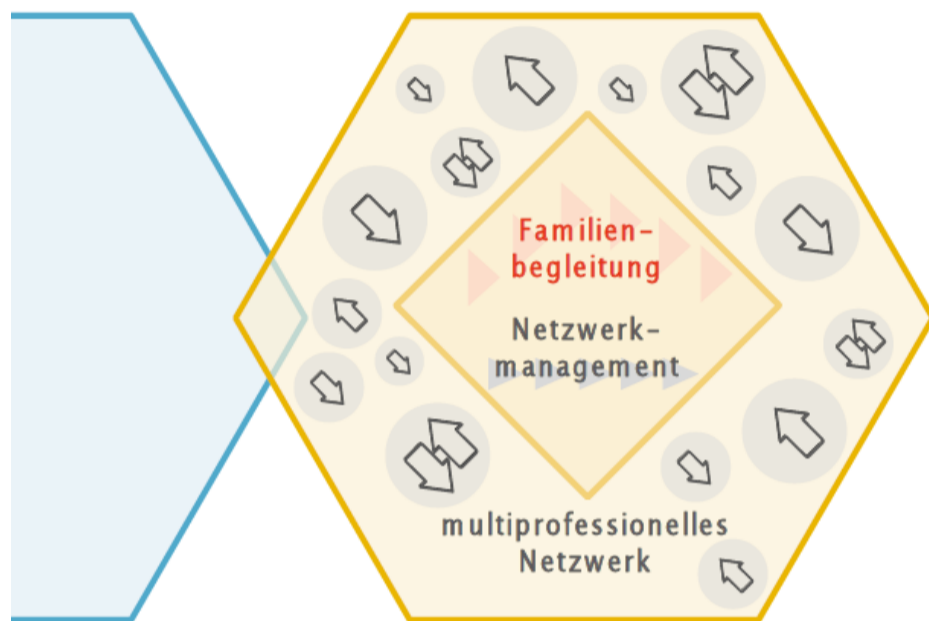 Familien-
begleitung
Netzwerk-
management
multiprofessionelles
Netzwerk